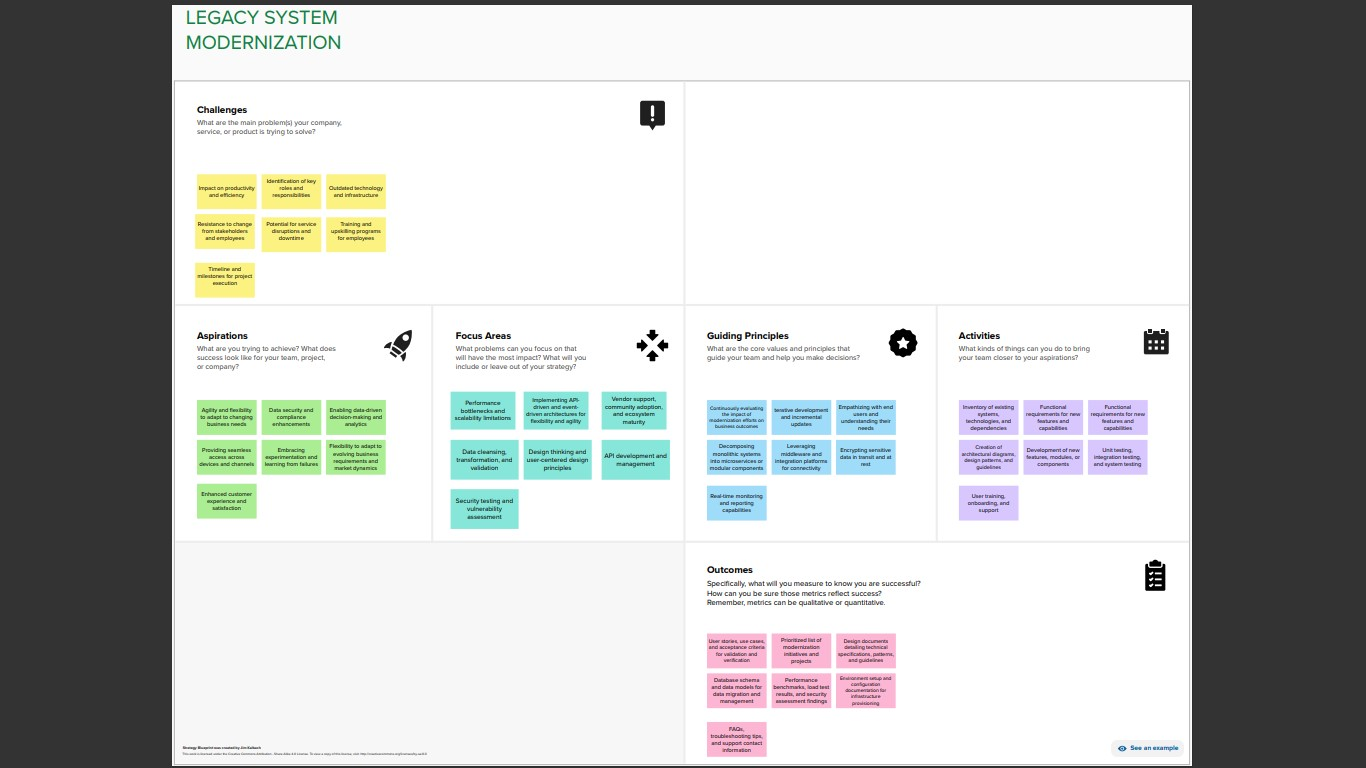 LEGACY SYSTEM
MODERNIZATION
Challenges
What are the main problem(s) your company,
service, or product is trying to solve?
Impact on productivity
and efficiency
Identification of key
roles and
responsibilities
Outdated technology
and infrastructure
Resistance to change
from stakeholders
and employees
Potential for service
disruptions and
downtime
Training and
upskilling programs
for employees
Timeline and
milestones for project
execution
Aspirations
What are you trying to achieve? What does
success look like for your team, project,
or company?
Agility and flexibility
to adapt to changing
business needs
Data security and
compliance
enhancements
Enabling data-driven
decision-making and
analytics
Providing seamless
access across
devices and channels
Embracing
experimentation and
learning from failures
Flexibility to adapt to
evolving business
requirements and
market dynamics
Enhanced customer
experience and
satisfaction
Focus Areas
What problems can you focus on that
will have the most impact? What will you
include or leave out of your strategy?
Performance
bottlenecks and
scalability limitations
Implementing API-
driven and event-
driven architectures for
flexibility and agility
Vendor support,
community adoption,
and ecosystem
maturity
Data cleansing,
transformation, and
validation
Design thinking and
user-centered design
principles
API development and
management
Security testing and
vulnerability
assessment
Guiding Principles
What are the core values and principles that
guide your team and help you make decisions?
Continuously evaluating
the impact of
modernization efforts on
business outcomes
terative development
and incremental
updates
Empathizing with end
users and
understanding their
needs
Decomposing
monolithic systems
into microservices or
modular components
Leveraging
middleware and
integration platforms
for connectivity
Encrypting sensitive
data in transit and at
rest
Real-time monitoring
and reporting
capabilities
Activities
What kinds of things can you do to bring
your team closer to your aspirations?
Inventory of existing
systems,
technologies, and
dependencies
Functional
requirements for new
features and
capabilities
Functional
requirements for new
features and
capabilities
Creation of
architectural diagrams,
design patterns, and
guidelines
Development of new
features, modules, or
components
Unit testing,
integration testing,
and system testing
User training,
onboarding, and
support
Outcomes
Specifically, what will you measure to know you are successful?
How can you be sure those metrics reflect success?
Remember, metrics can be qualitative or quantitative.
User stories, use cases,
and acceptance criteria
for validation and
verification
Prioritized list of
modernization
initiatives and
projects
Design documents
detailing technical
specifications, patterns,
and guidelines
Database schema
and data models for
data migration and
management
Performance
benchmarks, load test
results, and security
assessment findings
Environment setup and
configuration
documentation for
infrastructure
provisioning
FAQs,
troubleshooting tips,
and support contact
information
Strategy Blueprint was created by Jim Kalbach
See an example